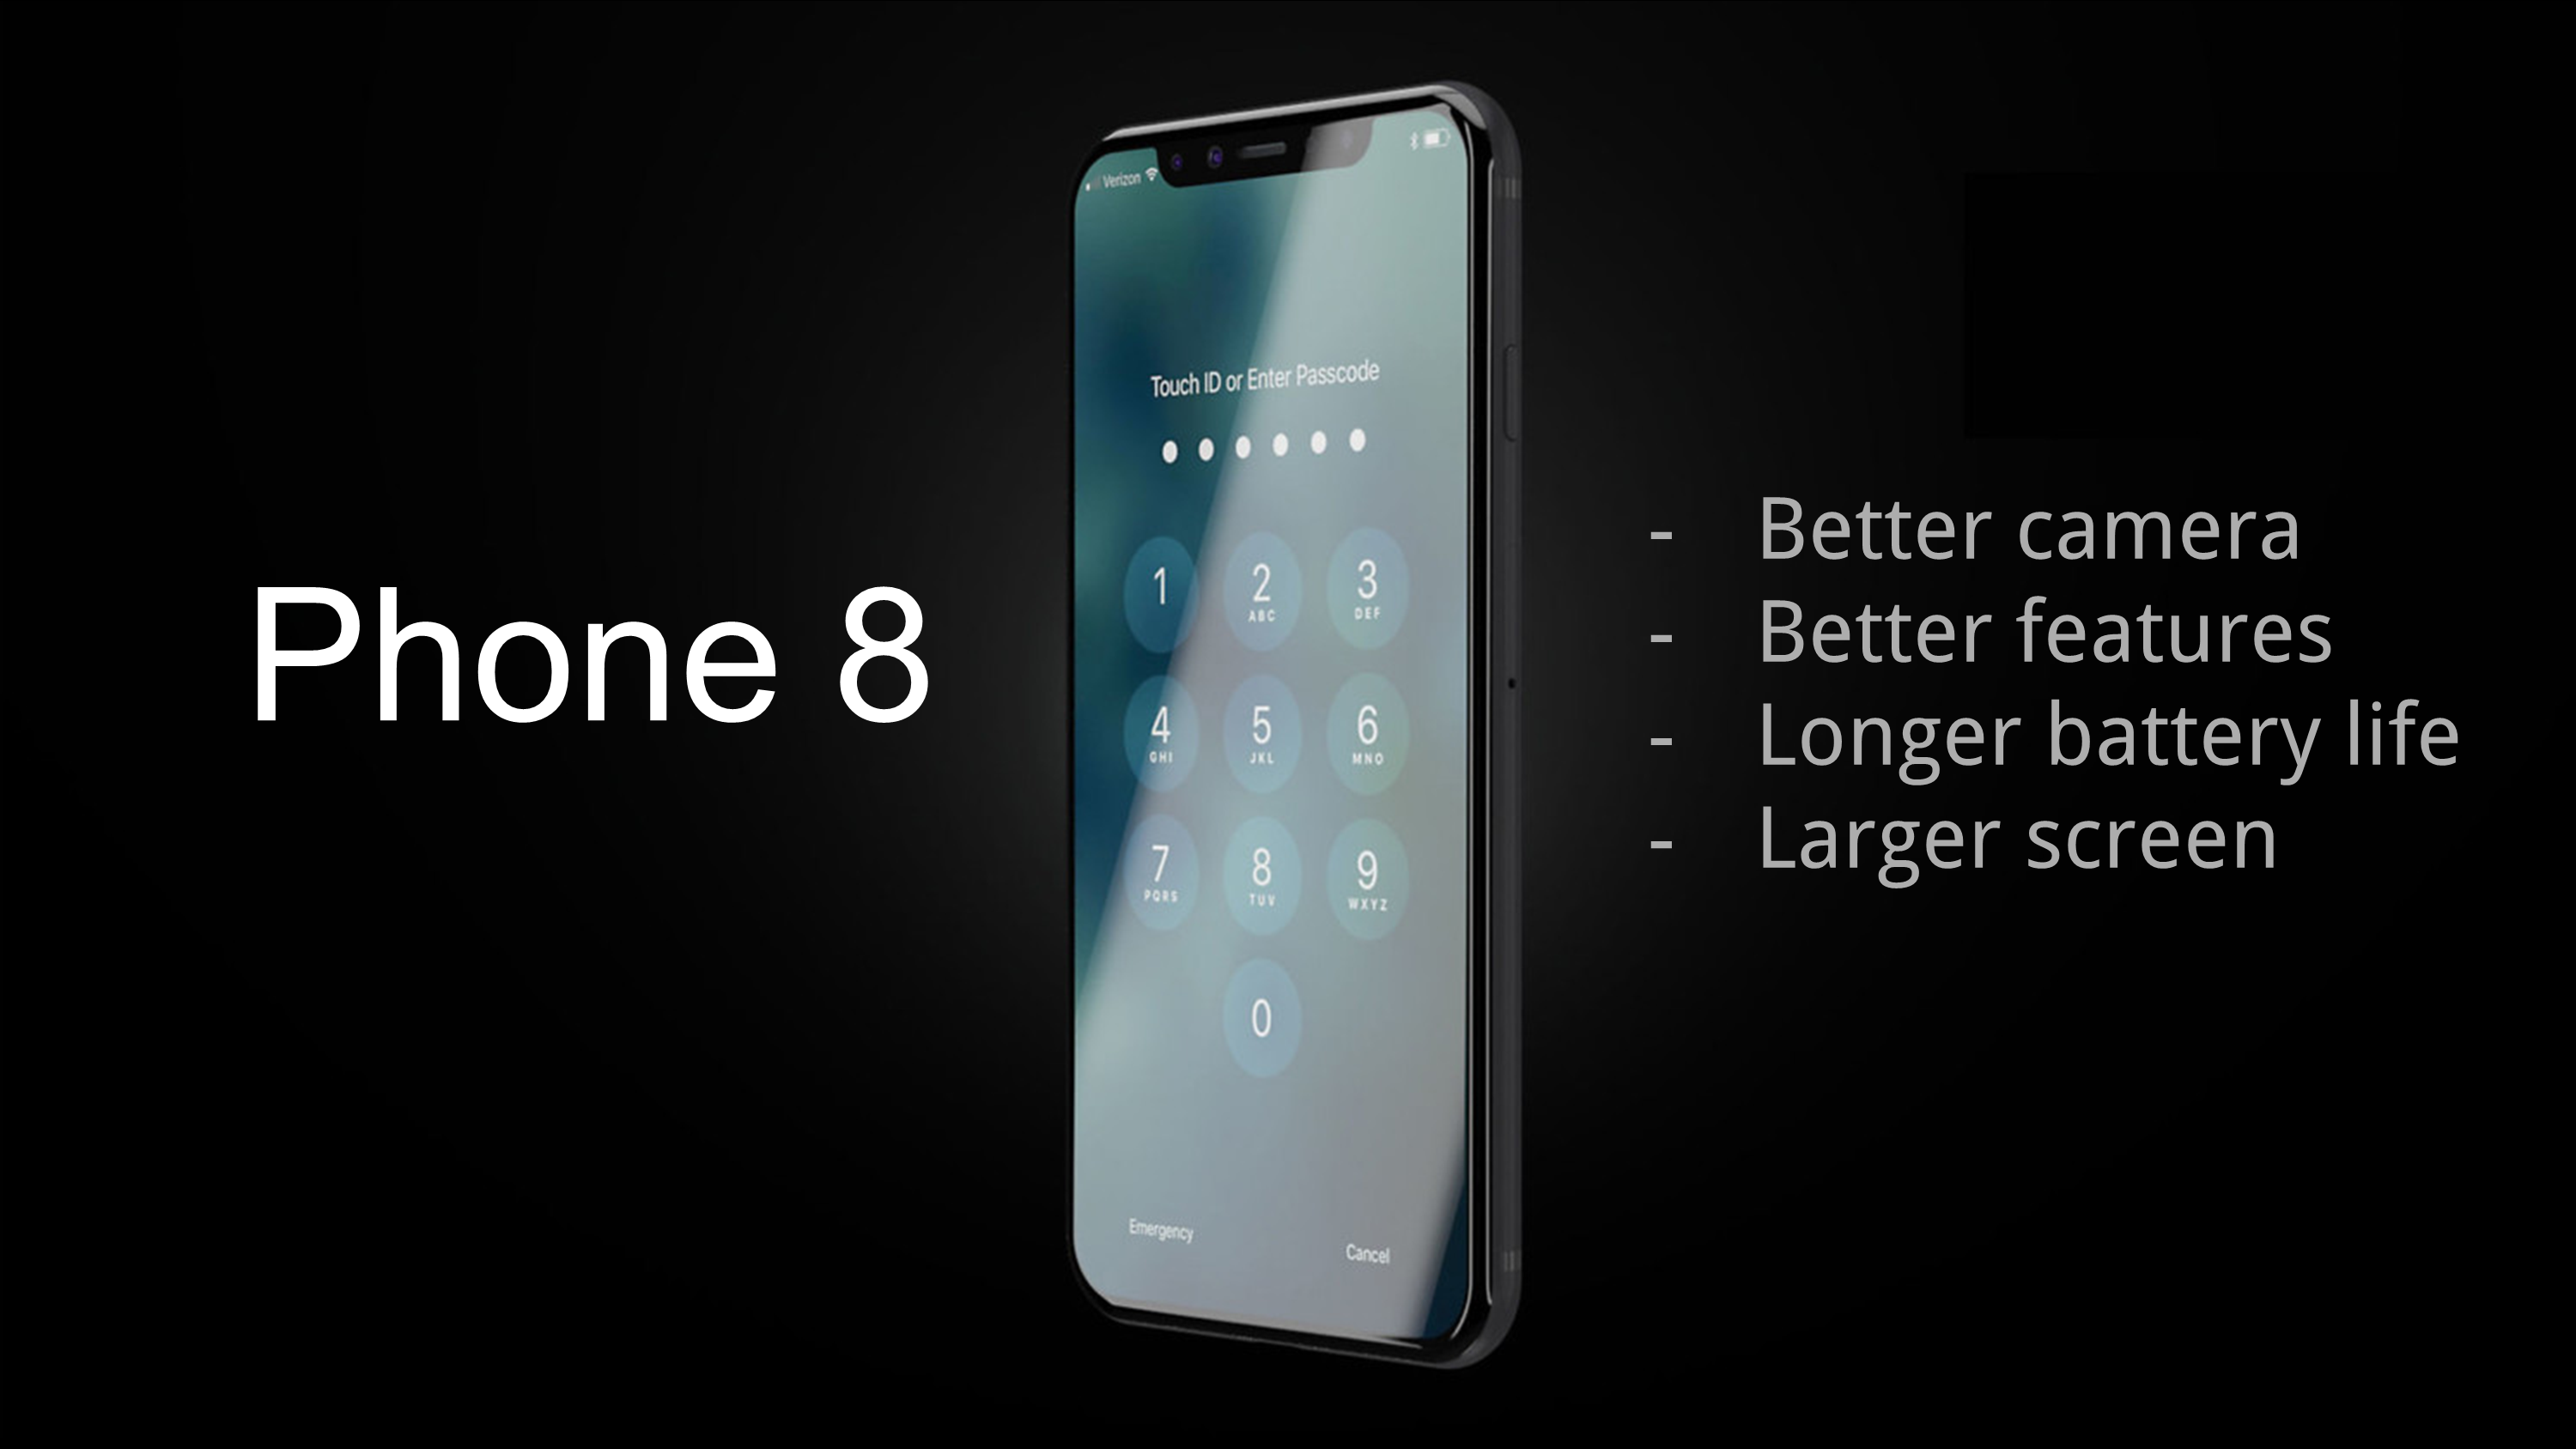 Phone 8
Verizon
Touch ID or Enter Passcode
1
2
3
ABC
DEF
4
5
6
GHI
JKL
MNO
7
8
9
PQRS
TUV
WXYZ
0
Emergency
Cancel
- Better camera
- Better features
- Longer battery life
- Larger screen